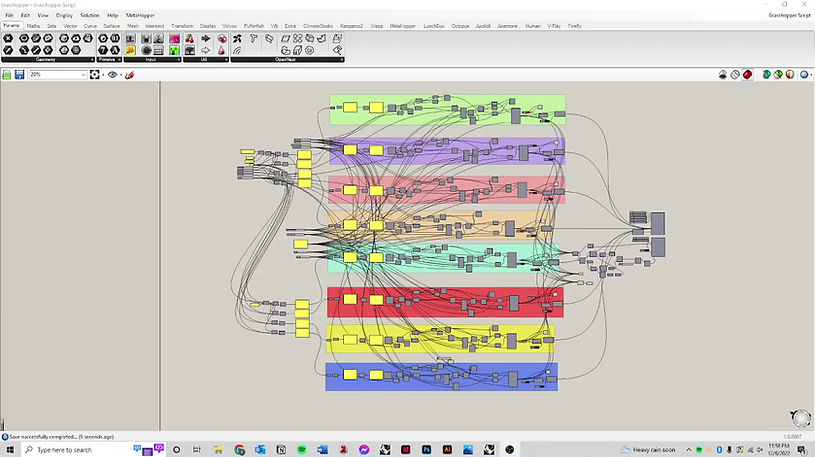 Grasshopper - Grasshopper Script
File Edit View Display Solution Help MetaHopper
Grasshopper Script
Params Maths Sets Vector Curve Surface Mesh Intersect Transform Display Volvox Pufferfish Wb Extra ClimateStudio Kangaroo2 Wasp MetaHopper LunchBox Octopus Axolotl Anemone Human V-Ray Firefly
Geometry Primitive Input Util OpenNest
20%
Save successfully completed... (6 seconds ago)
1.0.0007
Type here to search
Heavy rain soon
11:58 PM
12/6/2022